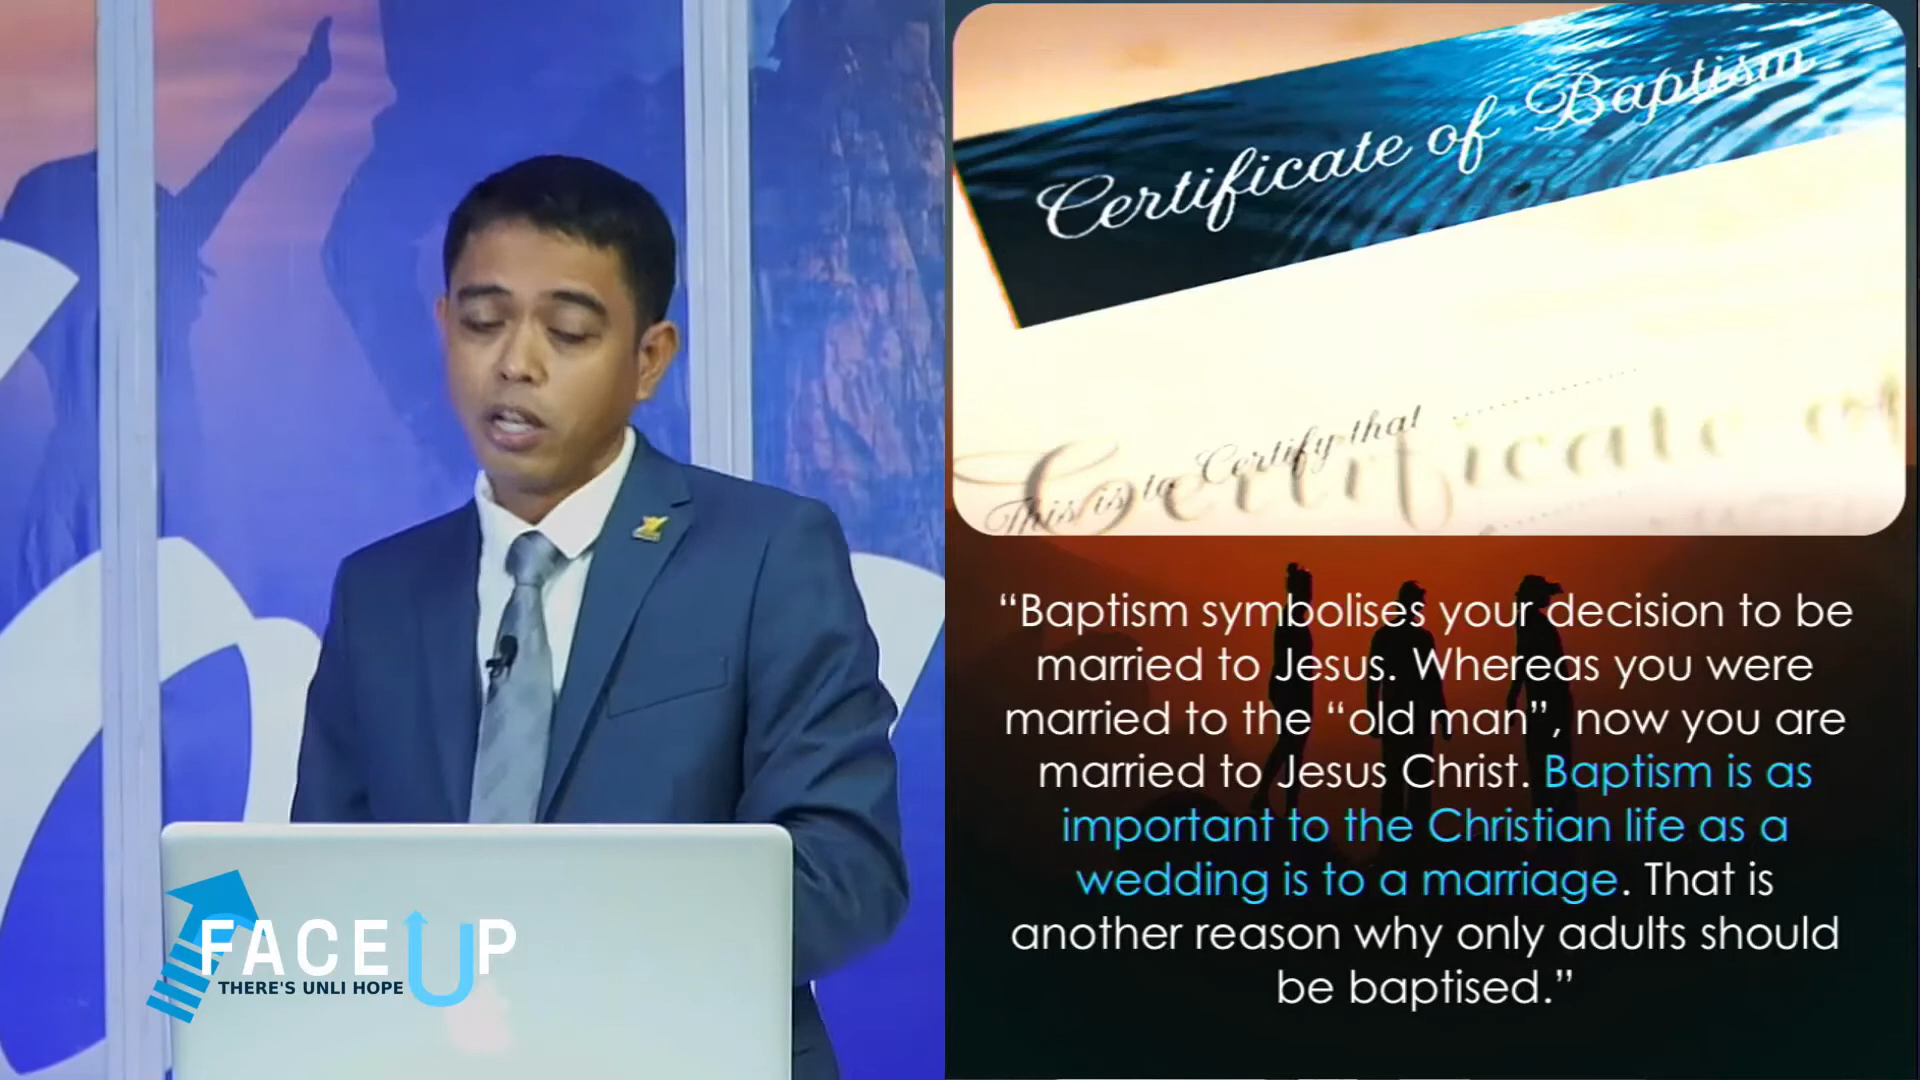 Certificate of Baptism
This is to Certify that
Certificate of
“Baptism symbolises your decision to be
married to Jesus. Whereas you were
married to the “old man”, now you are
married to Jesus Christ. Baptism is as
important to the Christian life as a
wedding is to a marriage. That is
another reason why only adults should
be baptised.”
FACEUP
THERE'S UNLI HOPE